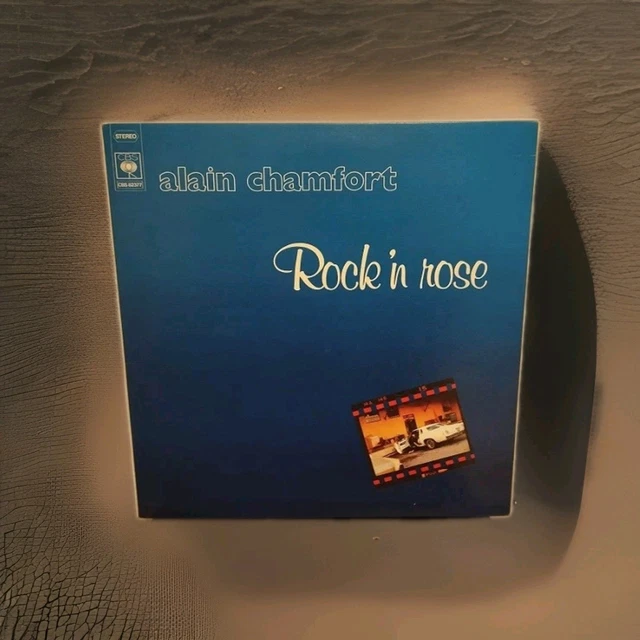 STEREO
CBS
alain chamfort
Rock'n rose